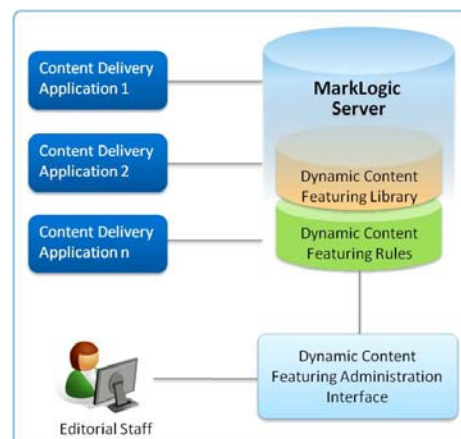 Content Delivery
Application 1
MarkLogic
Server
Content Delivery
Application 2
Dynamic Content
Featuring Library
Content Delivery
Application n
Dynamic Content
Featuring Rules
Dynamic Content
Featuring Administration
Interface
Editorial Staff